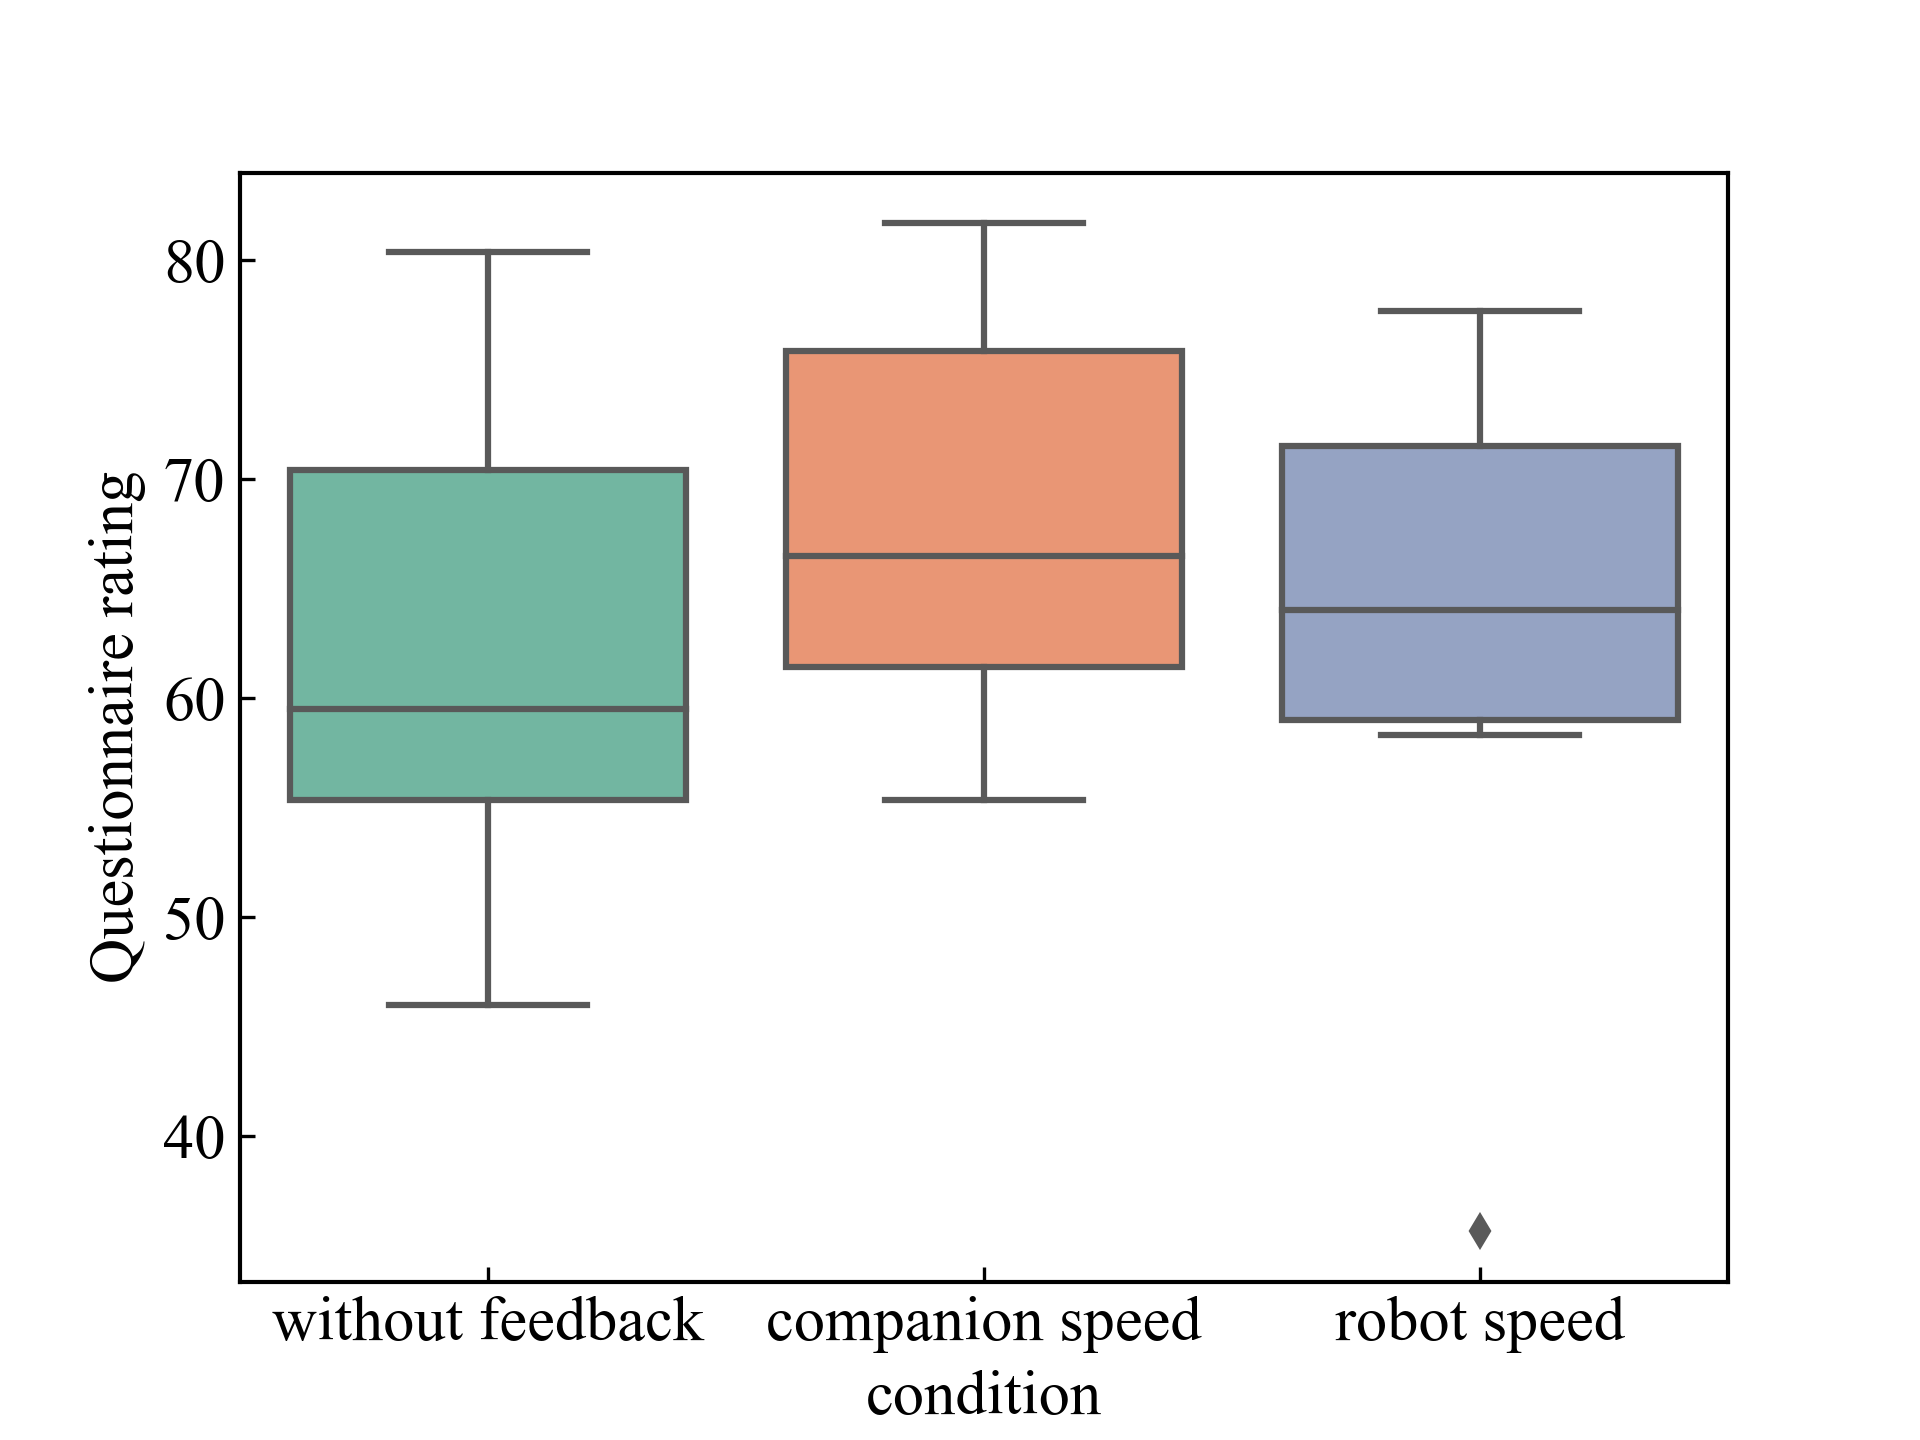 80
70
60
50
40
Questionnaire rating
without feedback companion speed robot speed
condition